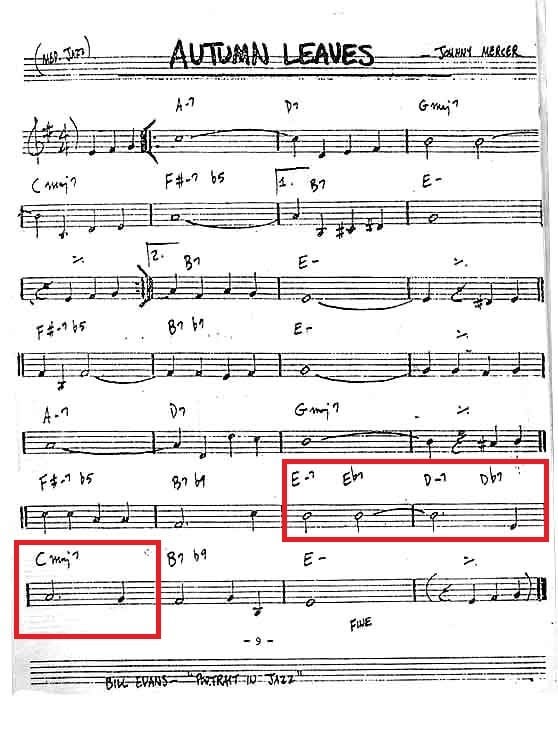 (MED. JAZZ) AUTUMN LEAVES — JOHNNY MERCER
A-7 D7 Gmaj7
4/4
Cmaj7 F#-7 b5 1. B7 E-
2. B7 E-
F#-7 b5 B7 b9 E-
A-7 D7 Gmaj7
F#-7 b5 B7 b9 E-7 Eb7 D-7 Db7
Cmaj7 B7 b9 E-
FINE
- 9 -
BILL EVANS — "PORTRAIT IN JAZZ"